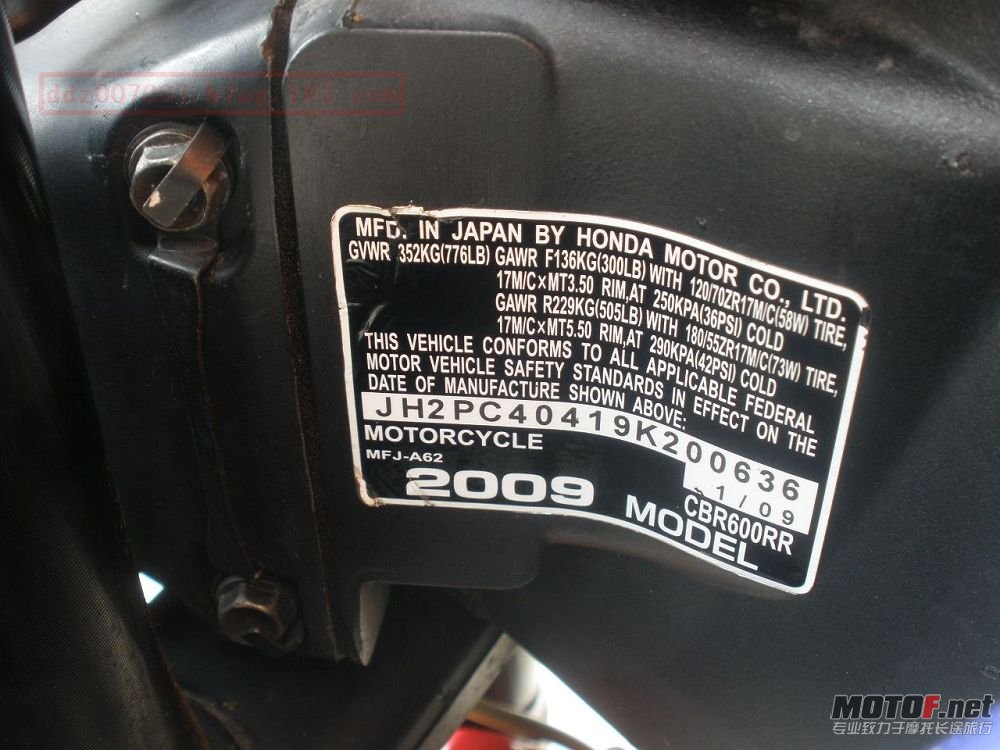 MFD. IN JAPAN BY HONDA MOTOR CO., LTD.
GVWR 352KG(776LB) GAWR F136KG(300LB) WITH 120/70ZR17M/C(58W) TIRE,
17M/C×MT3.50 RIM,AT 250KPA(36PSI) COLD
GAWR R229KG(505LB) WITH 180/55ZR17M/C(73W) TIRE,
17M/C×MT5.50 RIM,AT 290KPA(42PSI) COLD
THIS VEHICLE CONFORMS TO ALL APPLICABLE FEDERAL
MOTOR VEHICLE SAFETY STANDARDS IN EFFECT ON THE
DATE OF MANUFACTURE SHOWN ABOVE:
JH2PC40419K200636
MOTORCYCLE
1/09
MFJ-A62
CBR600RR
2009 MODEL
MOTOF.net
专业致力于摩托长途旅行